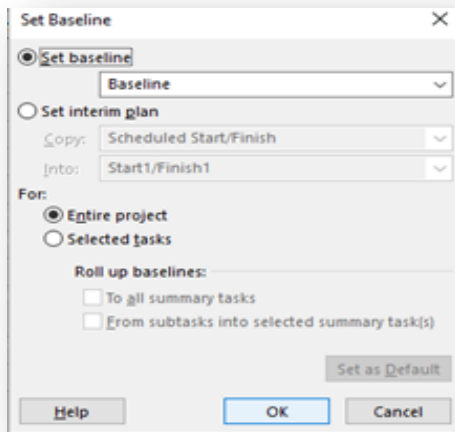 Set Baseline
Set baseline
Baseline
Set interim plan
Copy: Scheduled Start/Finish
Into: Start1/Finish1
For:
Entire project
Selected tasks
Roll up baselines:
To all summary tasks
From subtasks into selected summary task(s)
Set as Default
Help OK Cancel